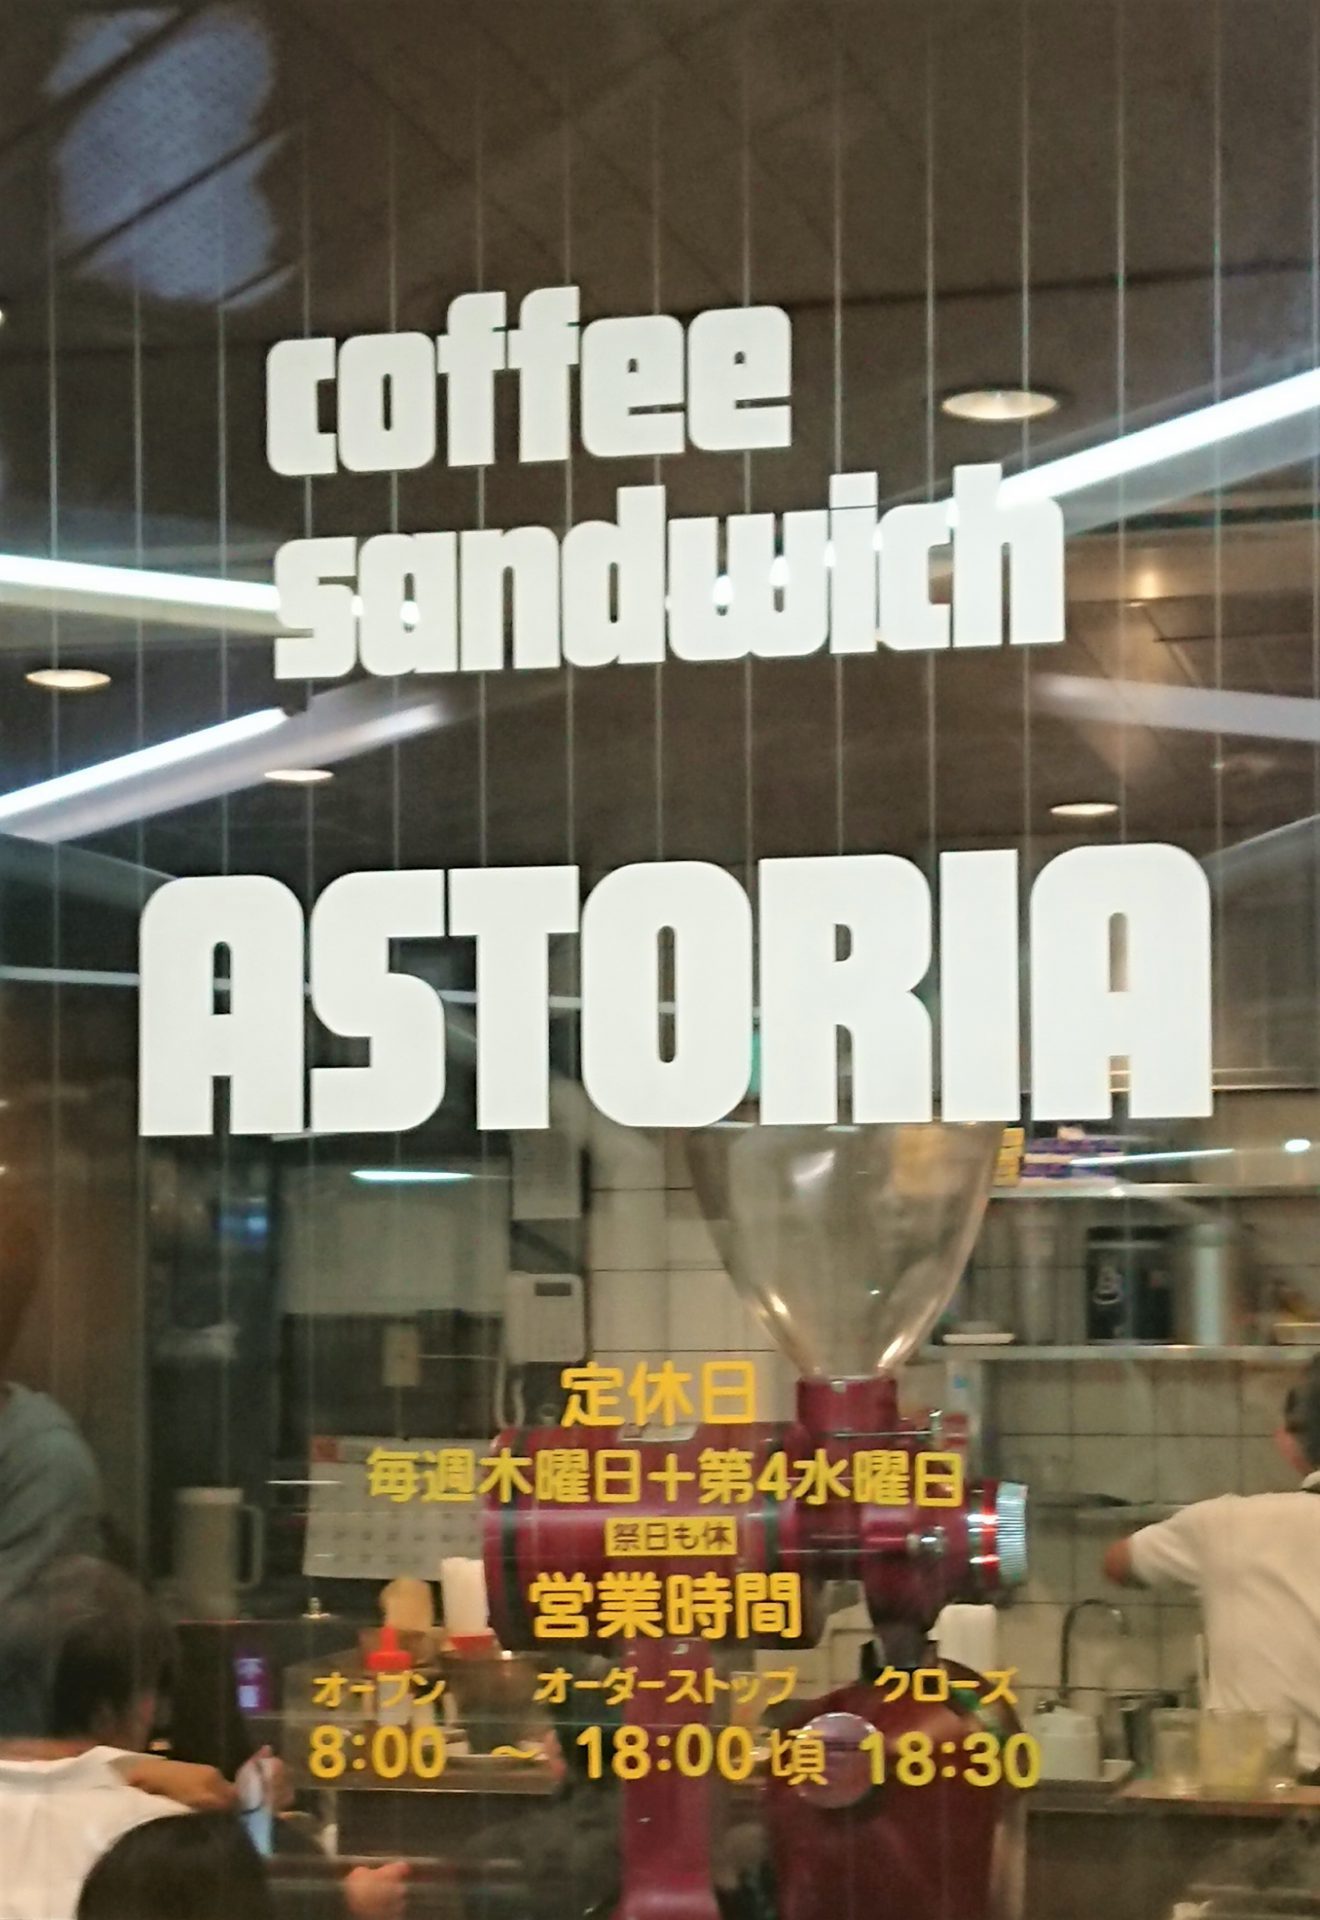 coffee
sandwich
ASTORIA
定休日
毎週木曜日+第4水曜日
祭日も休
営業時間
オープン オーダーストップ クローズ
8:00 ～ 18:00頃 18:30